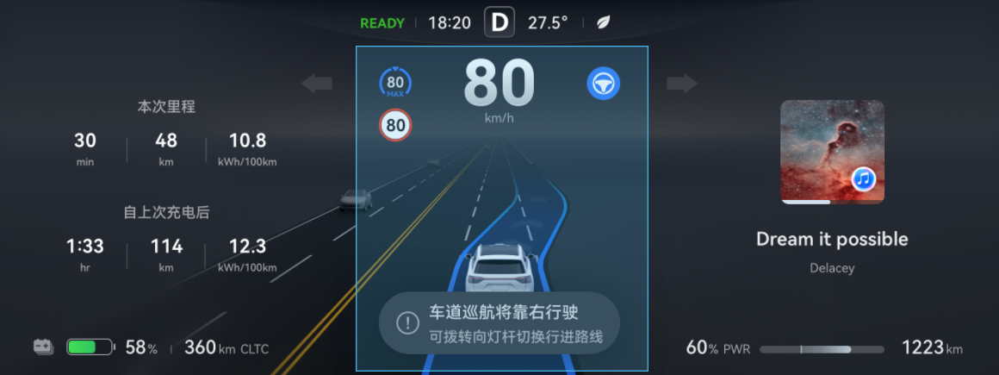 READY 18:20 D 27.5°
80 MAX
80
km/h
80
本次里程
30 48 10.8
min km kWh/100km
自上次充电后
1:33 114 12.3
hr km kWh/100km
58% 360 km CLTC
车道巡航将靠右行驶
可拨转向灯杆切换行进路线
Dream it possible
Delacey
60% PWR 1223 km